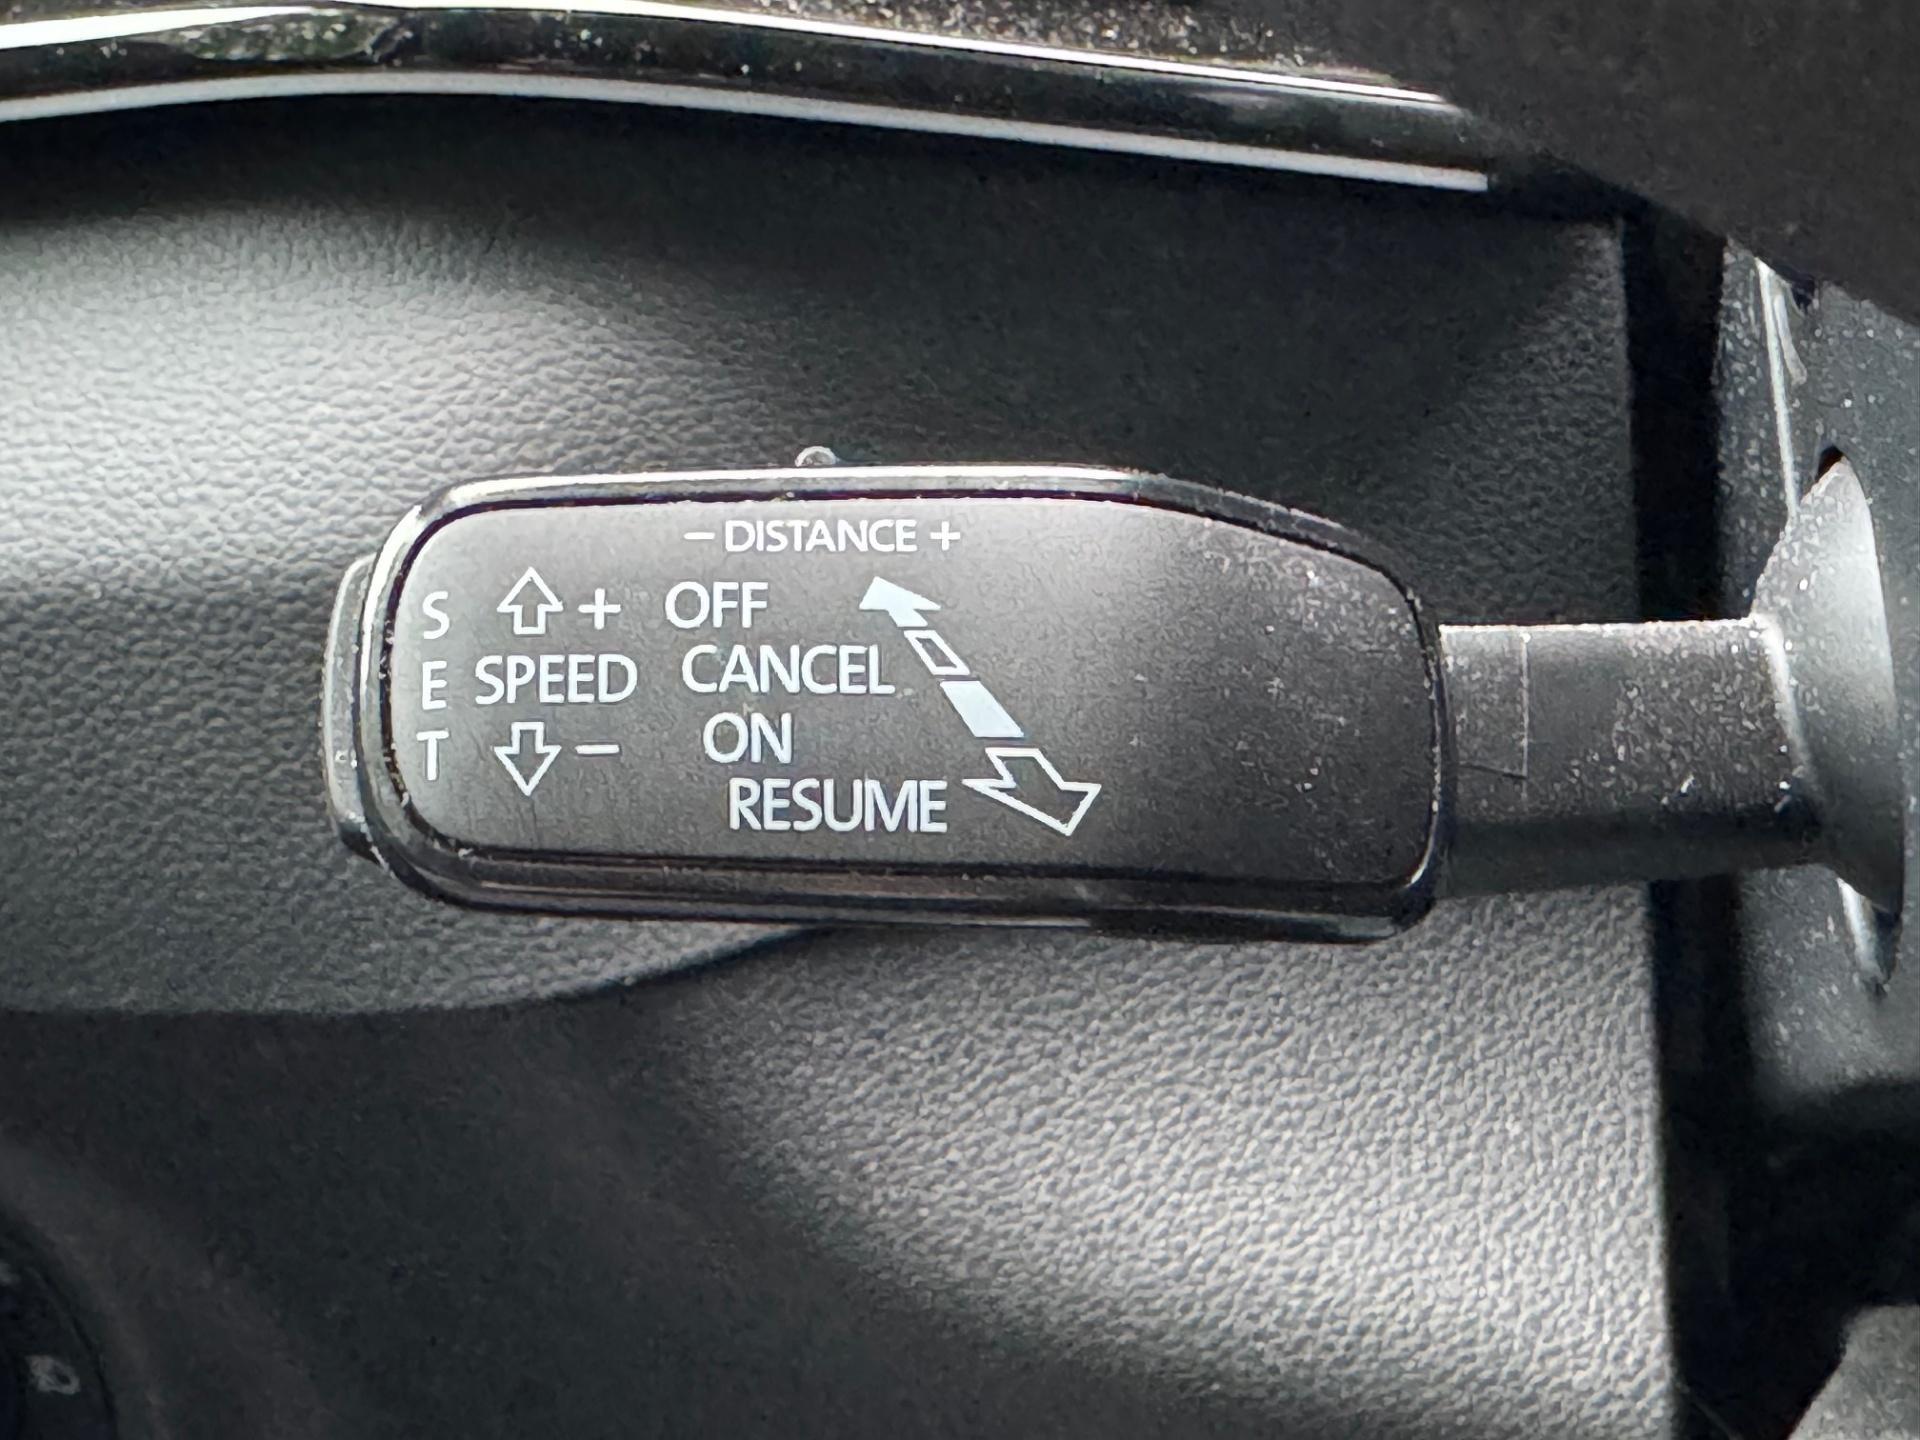 – DISTANCE +
S ⇧ + OFF
E SPEED CANCEL
T ⇩ – ON
RESUME